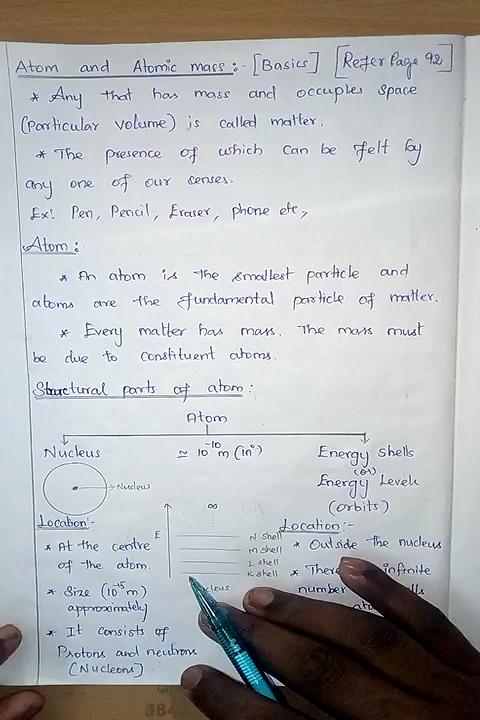 Atom and Atomic mass:- [Basics] [Refer Page 92]
* Any that has mass and occupies space
(Particular volume) is called matter.
* The presence of which can be felt by
any one of our senses.
Ex: Pen, Pencil, Eraser, phone etc,
Atom:
* An atom is the smallest particle and
atoms are the fundamental particle of matter.
* Every matter has mass. The mass must
be due to constituent atoms.
Structural parts of atom:
Atom
Nucleus
≃ 10⁻¹⁰m (1A°)
→ Nucleus
Location:-
* At the centre
of the atom.
* Size (10⁻¹⁵m)
approximately
* It consists of
Protons and neutrons
(Nucleons)
∞
E
N shell
M shell
L shell
K shell
Energy Shells
(or)
Energy Levels
(orbits)
Location:-
* Outside the nucleus
* infinite
number